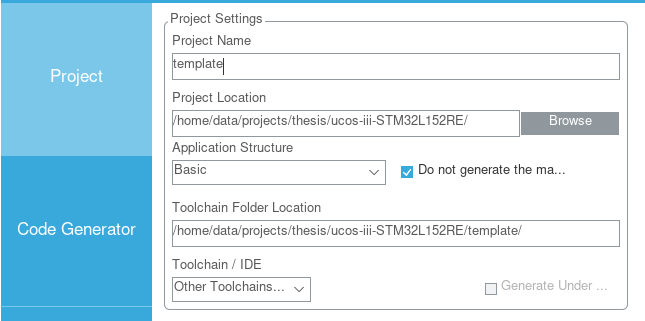 Project Settings
Project Name
template
Project
Project Location
/home/data/projects/thesis/ucos-iii-STM32L152RE/
Browse
Application Structure
Basic
Do not generate the ma...
Code Generator
Toolchain Folder Location
/home/data/projects/thesis/ucos-iii-STM32L152RE/template/
Toolchain / IDE
Other Toolchains...
Generate Under ...